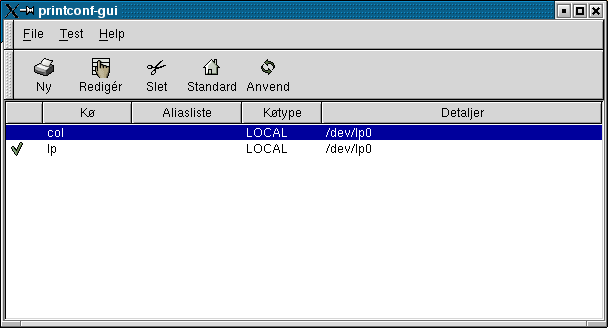 printconf-gui
File Test Help
Ny Redigér Slet Standard Anvend
Kø Aliasliste Køtype Detaljer
col LOCAL /dev/lp0
lp LOCAL /dev/lp0